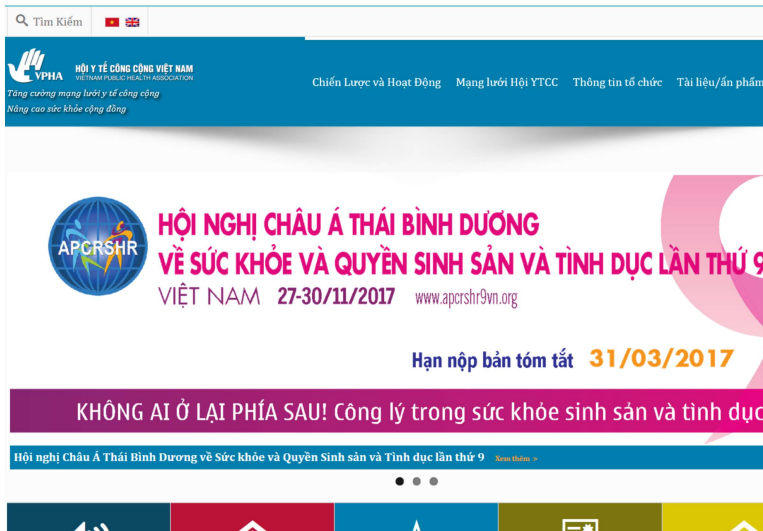 Tìm Kiếm
VPHA
HỘI Y TẾ CÔNG CỘNG VIỆT NAM
VIETNAM PUBLIC HEALTH ASSOCIATION
Tăng cường mạng lưới y tế công cộng
Nâng cao sức khỏe cộng đồng
Chiến Lược và Hoạt Động Mạng lưới Hội YTCC Thông tin tổ chức Tài liệu/ấn phẩm
APCRSHR
HỘI NGHỊ CHÂU Á THÁI BÌNH DƯƠNG
VỀ SỨC KHỎE VÀ QUYỀN SINH SẢN VÀ TÌNH DỤC LẦN THỨ 9
VIỆT NAM 27-30/11/2017 www.apcrshr9vn.org
Hạn nộp bản tóm tắt 31/03/2017
KHÔNG AI Ở LẠI PHÍA SAU! Công lý trong sức khỏe sinh sản và tình dục
Hội nghị Châu Á Thái Bình Dương về Sức khỏe và Quyền Sinh sản và Tình dục lần thứ 9 Xem thêm >